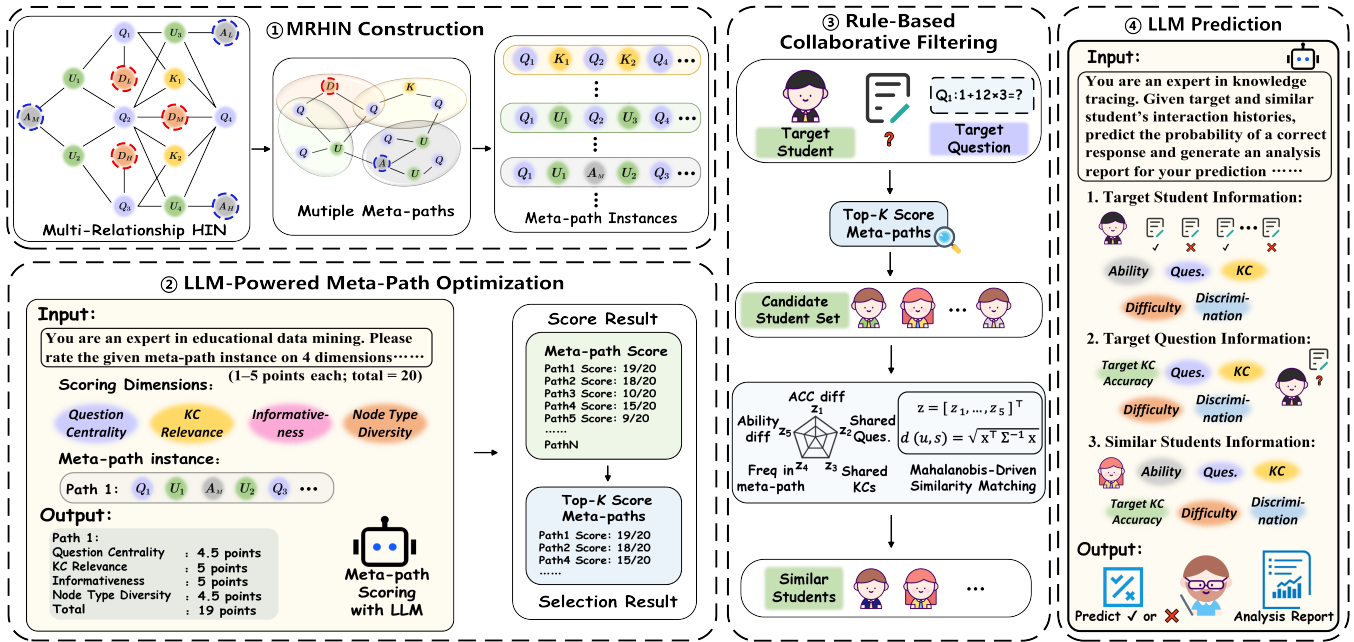 ① MRHIN Construction
Q1
U3
AL
U1
DL
K1
AM
Q2
DM
Q4
U2
DH
K2
Q3
U4
AH
Multi-Relationship HIN
D
K
Q
Q
Q
Q
U
Q
U
Q
A
Q
U
Mutiple Meta-paths
Q1 K1 Q2 K2 Q4 •••
⋮
Q1 U1 Q2 U3 Q4 •••
⋮
Q1 U1 AM U2 Q3 •••
⋮
Meta-path Instances
② LLM-Powered Meta-Path Optimization
Input:
You are an expert in educational data mining. Please
rate the given meta-path instance on 4 dimensions……
(1–5 points each; total = 20)
Scoring Dimensions:
Question
Centrality
KC
Relevance
Informative-
ness
Node Type
Diversity
Meta-path instance:
Path 1: Q1 U1 AM U2 Q3 •••
Output:
Path 1:
Question Centrality : 4.5 points
KC Relevance : 5 points
Informativeness : 5 points
Node Type Diversity : 4.5 points
Total : 19 points
Meta-path
Scoring
with LLM
Score Result
Meta-path Score
Path1 Score: 19/20
Path2 Score: 18/20
Path3 Score: 10/20
Path4 Score: 15/20
Path5 Score: 9/20
……
PathN
Top-K Score
Meta-paths
Path1 Score: 19/20
Path2 Score: 18/20
Path4 Score: 15/20
……
Selection Result
③ Rule-Based
Collaborative Filtering
Target
Student
?
Q1:1+12×3=?
Target
Question
Top-K Score
Meta-paths
Candidate
Student Set
•••
ACC diff
z1
Ability
diff
z5
z2
Shared
Ques.
z4
z3
Freq in
meta-path
Shared
KCs
z = [ z1,…, z5 ]⊤
d (u, s) = √x⊤ Σ−1 x
Mahalanobis-Driven
Similarity Matching
Similar
Students
•••
④ LLM Prediction
Input:
You are an expert in knowledge
tracing. Given target and similar
student's interaction histories,
predict the probability of a correct
response and generate an analysis
report for your prediction ……
1. Target Student Information:
•••
✓ ✖ ✓ ✖
Ability Ques. KC
Difficulty
Discrimi-
nation
2. Target Question Information:
Target KC
Accuracy
Ques. KC
?
Difficulty
Discrimi-
nation
3. Similar Students Information:
Ability Ques. KC
Target KC
Accuracy
Difficulty
Discrimi-
nation
Output:
Predict ✓ or ✖
Analysis Report